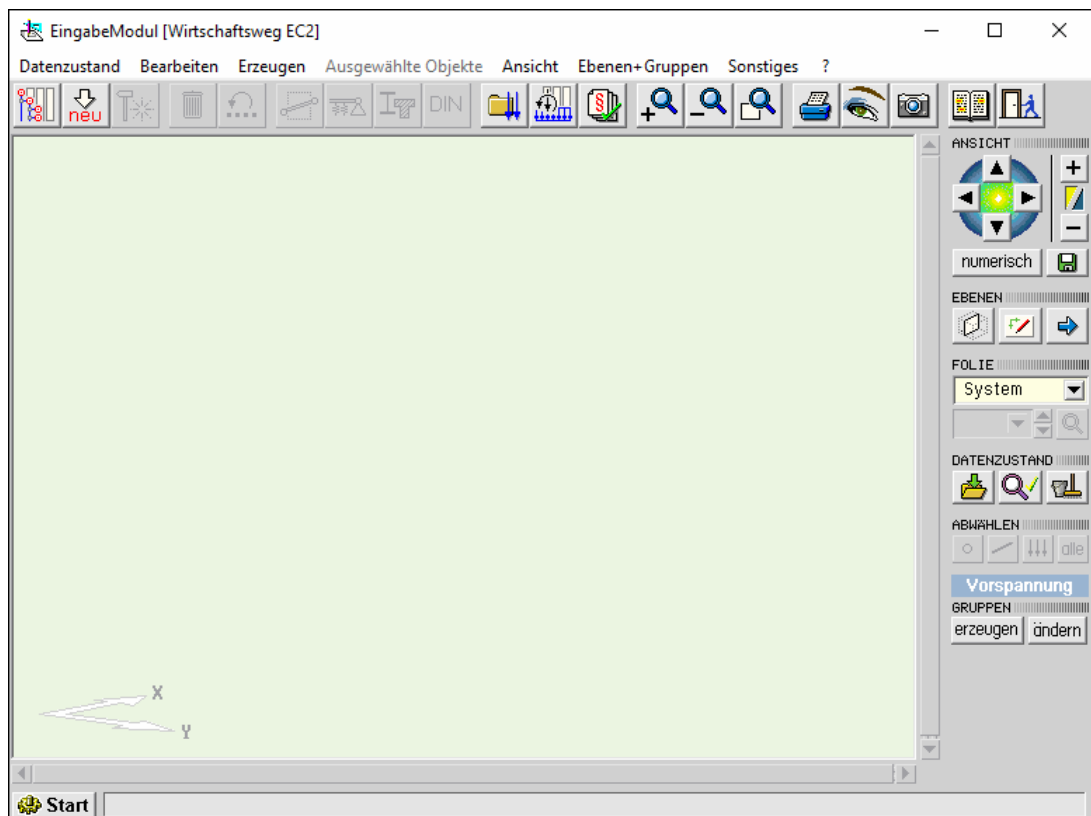 EingabeModul [Wirtschaftsweg EC2]
Datenzustand Bearbeiten Erzeugen Ausgewählte Objekte Ansicht Ebenen+Gruppen Sonstiges ?
neu DIN §
ANSICHT
numerisch
EBENEN
FOLIE
System
DATENZUSTAND
ABWÄHLEN
alle
Vorspannung
GRUPPEN
erzeugen ändern
X
Y
Start